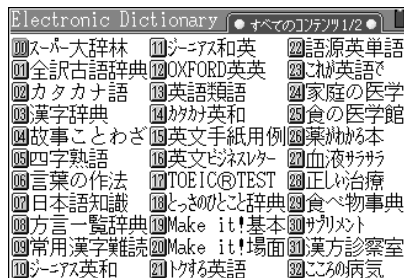 Electronic Dictionary ●すべてのコンテンツ1/2●
00スーパー大辞林 11ジーニアス和英 22語源英単語
01全訳古語辞典 12OXFORD英英 23これが英語で
02カタカナ語 13英語類語 24家庭の医学
03漢字辞典 14カタカナ英和 25食の医学館
04故事ことわざ 15英文手紙用例 26薬がわかる本
05四字熟語 16英文ビジネスレター 27血液サラサラ
06言葉の作法 17TOEIC®TEST 28正しい治療
07日本語知識 18とっさのひとこと辞典 29食べ物事典
08方言一覧辞典 19Make it!基本 30サプリメント
09常用漢字難読 20Make it!場面 31漢方診察室
10ジーニアス英和 21トクする英語 32こころの病気